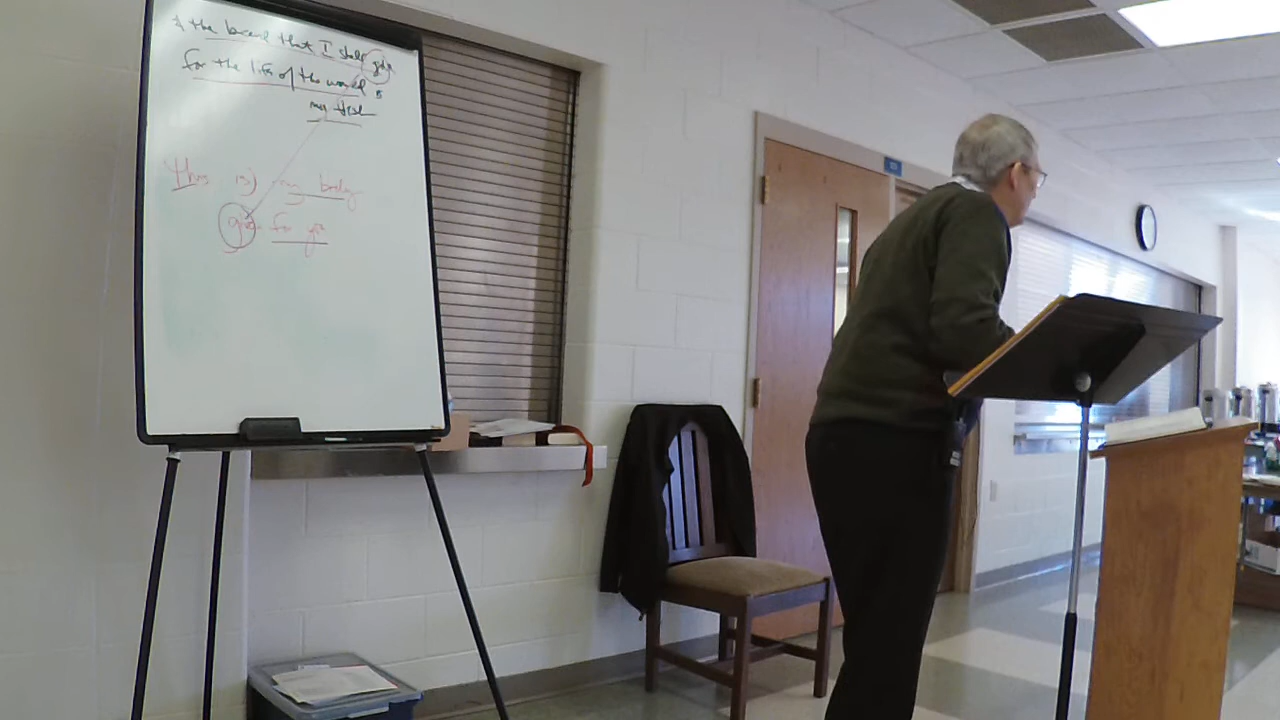 & the bread that I shall give
for the life of the world is
my flesh
This is my body
given for you